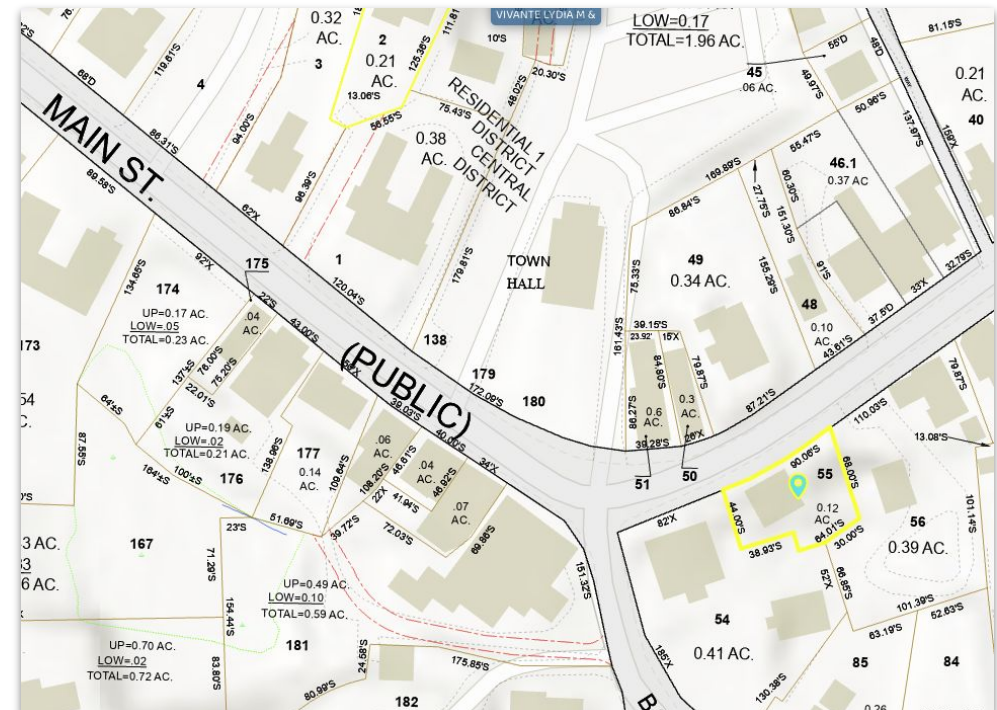 VIVANTE LYDIA M &
0.32
AC.
111.81
LOW=0.17
TOTAL=1.96 AC.
81.15'S
55'D
48'D
2
0.21
AC.
13.06'S
125.36'S
10'S
20.30'S
3
4
119.61'S
68'D
45
.06 AC.
49.97'S
50.96'S
137.97'S
159'X
0.21
AC.
40
MAIN ST.
86.31'S
94.00'S
56.55'S
75.43'S
48.02'S
RESIDENTIAL 1
DISTRICT
CENTRAL
DISTRICT
0.38
AC.
55.47'S
46.1
0.37 AC
89.58'S
96.39'S
62'X
169.89'S
27.75'S
60.30'S
151.30'S
86.84'S
92'X
175
1
120.04'S
179.81'S
TOWN
HALL
75.33'S
49
0.34 AC.
155.29'S
91'S
32.79'S
33'X
37.5'D
134.65'S
174
UP=0.17 AC.
LOW=.05
TOTAL=0.23 AC.
22'S
.04
AC.
43.00'S
48
0.10
AC.
43.61'S
173
137'±S
76.00'S
75.20'S
22.01'S
(PUBLIC)
138
179
172.09'S
180
161.43'S
39.15'S
23.92'
15'X
84.80'S
79.87'S
86.27'S
0.6
AC.
0.3
AC.
87.21'S
79.87'S
64'±S
61'±S
39.03'S
40.00'S
34'X
39.28'S
26'X
51
50
110.03'S
13.08'S
87.55'S
UP=0.19 AC.
LOW=.02
TOTAL=0.21 AC.
164'±S
100'±S
176
138.96'S
177
0.14
AC.
109.64'S
.06
AC.
108.20'S
46.61'S
.04
AC.
46.92'S
22'X
41.94'S
.07
AC.
72.03'S
69.86'S
90.06'S
55
68.00'S
0.12
AC
44.00'S
38.93'S
64.01'S
30.00'S
82'X
56
0.39 AC.
101.14'S
23'S
51.69'S
39.72'S
3 AC.
6 AC.
167
71.29'S
154.44'S
151.32'S
52'X
66.85'S
101.39'S
52.63'S
63.19'S
UP=0.49 AC.
LOW=0.10
TOTAL=0.59 AC.
181
54
0.41 AC.
185'X
UP=0.70 AC.
LOW=.02
TOTAL=0.72 AC.
83.80'S
24.58'S
175.85'S
80.99'S
182
130.38'S
85
84
0.26
B